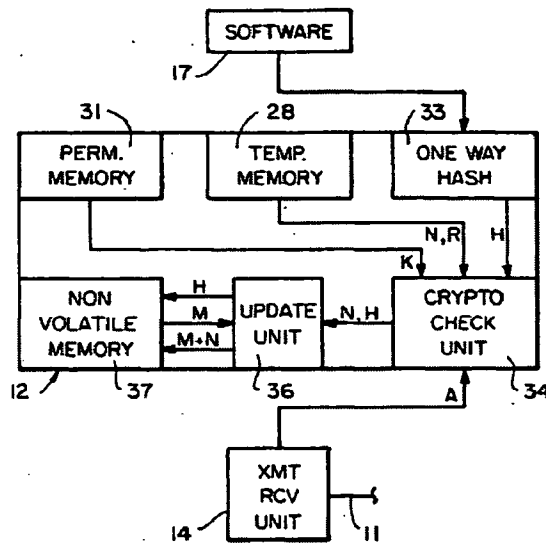 SOFTWARE
17
31
28
33
PERM.
MEMORY
TEMP.
MEMORY
ONE WAY
HASH
N,R
H
K
NON
VOLATILE
MEMORY
H
M
M+N
UPDATE
UNIT
N,H
CRYPTO
CHECK
UNIT
12
37
36
34
A
XMT
RCV
UNIT
14
11